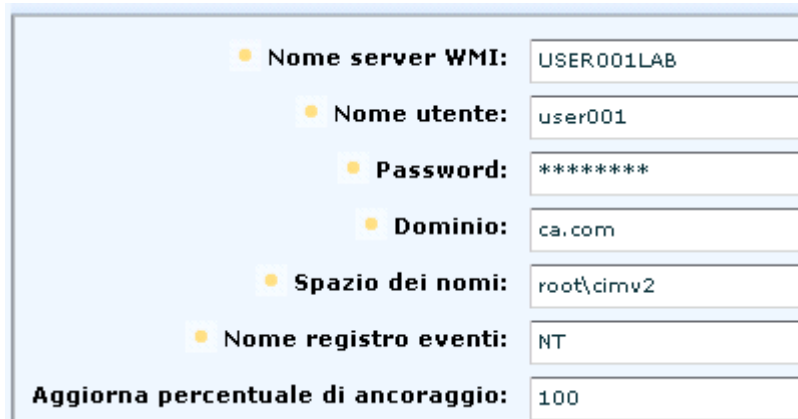 Nome server WMI: USER001LAB
Nome utente: user001
Password: ********
Dominio: ca.com
Spazio dei nomi: root\cimv2
Nome registro eventi: NT
Aggiorna percentuale di ancoraggio: 100